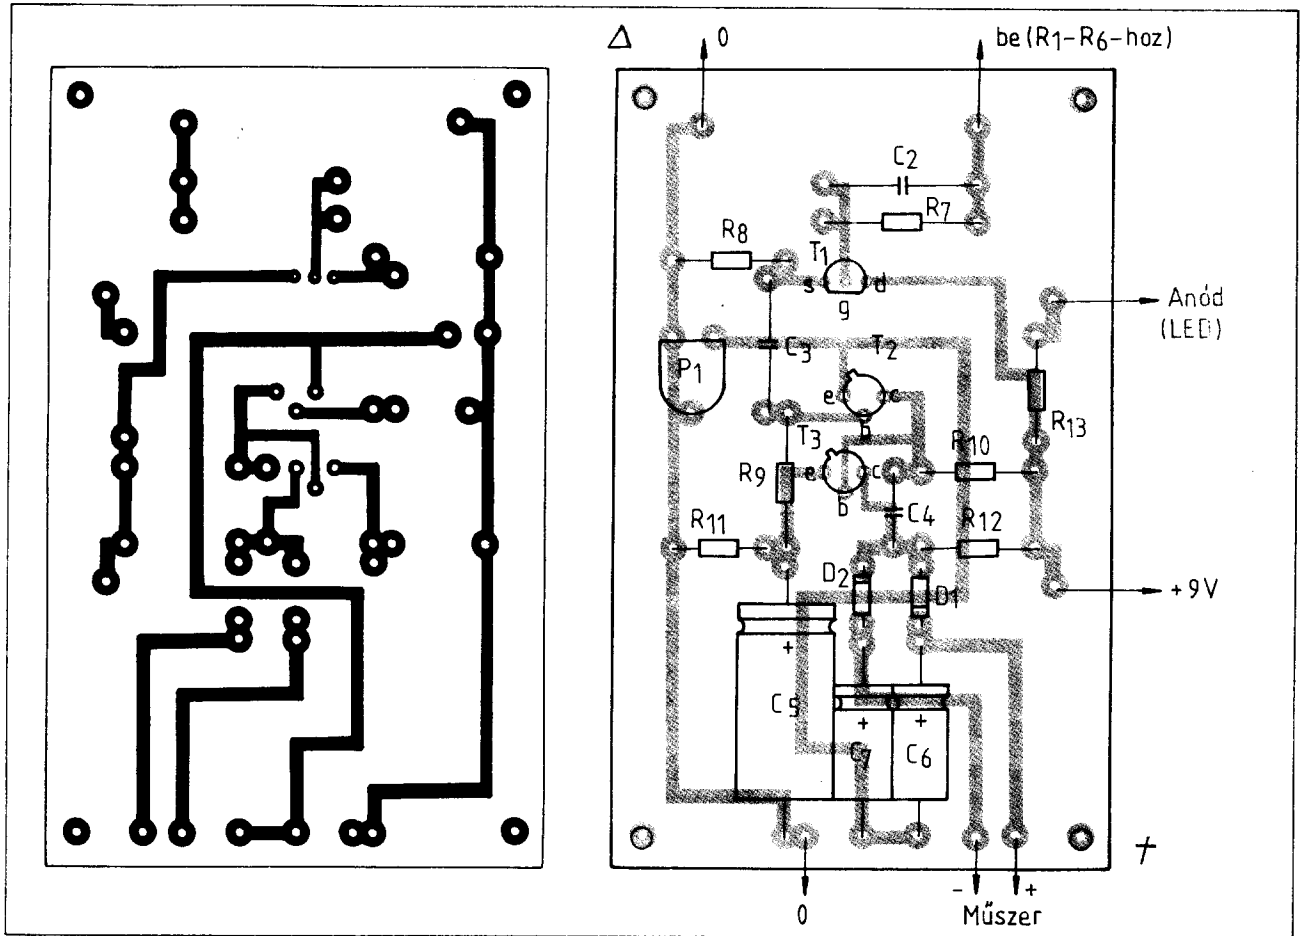 Δ 0 be (R1-R6-hoz)
C2
R7
R8
T1
s d
g
Anód
(LED)
C3
T2
P1
e c
b
R13
T3
R10
R9
e c
b
C4
R11
R12
D2
D1
+9V
+
C5
+ +
C7 C6
+
0
- +
Műszer